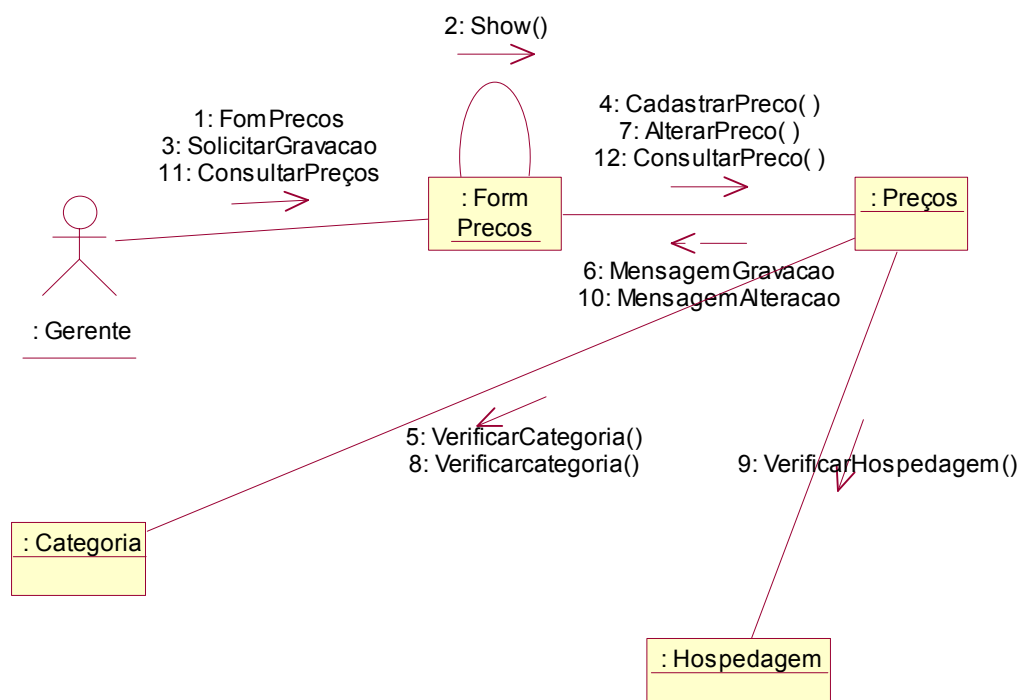 2: Show()
1: FomPrecos
3: SolicitarGravacao
11: ConsultarPreços
4: CadastrarPreco( )
7: AlterarPreco( )
12: ConsultarPreco( )
: Form
Precos
: Preços
6: MensagemGravacao
10: MensagemAlteracao
: Gerente
5: VerificarCategoria()
8: Verificarcategoria()
9: VerificarHospedagem()
: Categoria
: Hospedagem